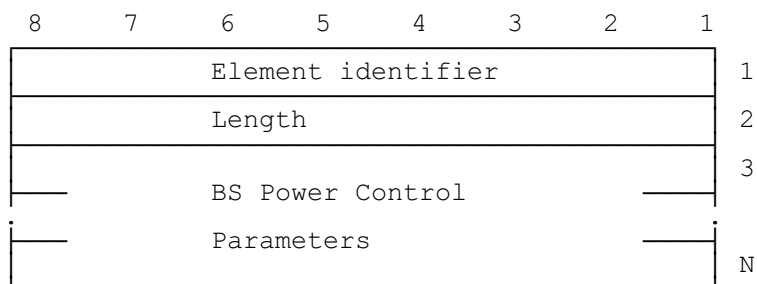 8 7 6 5 4 3 2 1
Element identifier 1
Length 2
3
BS Power Control
Parameters
N